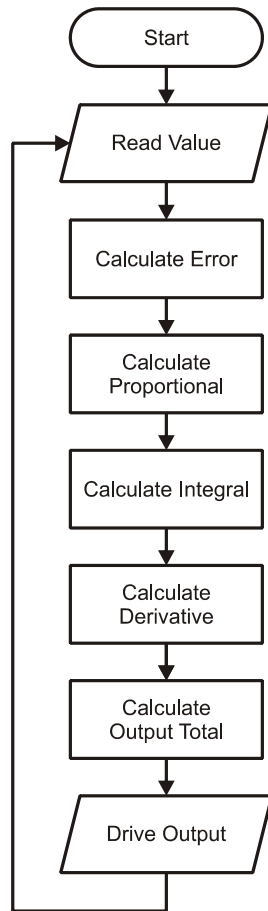 Start
Read Value
Calculate Error
Calculate
Proportional
Calculate Integral
Calculate
Derivative
Calculate
Output Total
Drive Output